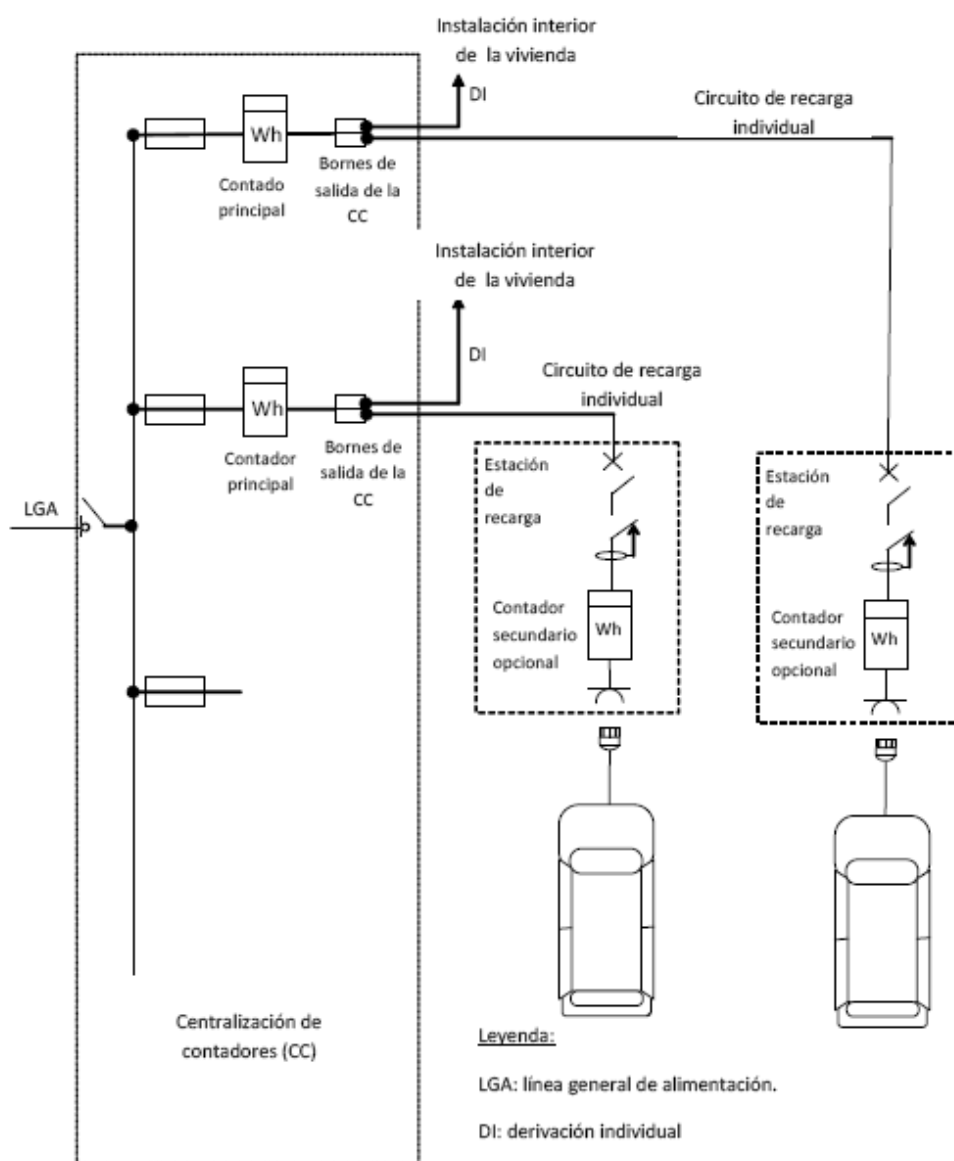 Instalación interior
de la vivienda
DI
Circuito de recarga
individual
Wh
Contado
principal
Bornes de
salida de la
CC
Instalación interior
de la vivienda
DI
Circuito de recarga
individual
Wh
Contador
principal
Bornes de
salida de la
CC
LGA
Estación
de
recarga
Contador
secundario
opcional
Wh
Estación
de
recarga
Contador
secundario
opcional
Wh
Centralización de
contadores (CC)
Leyenda:
LGA: línea general de alimentación.
DI: derivación individual